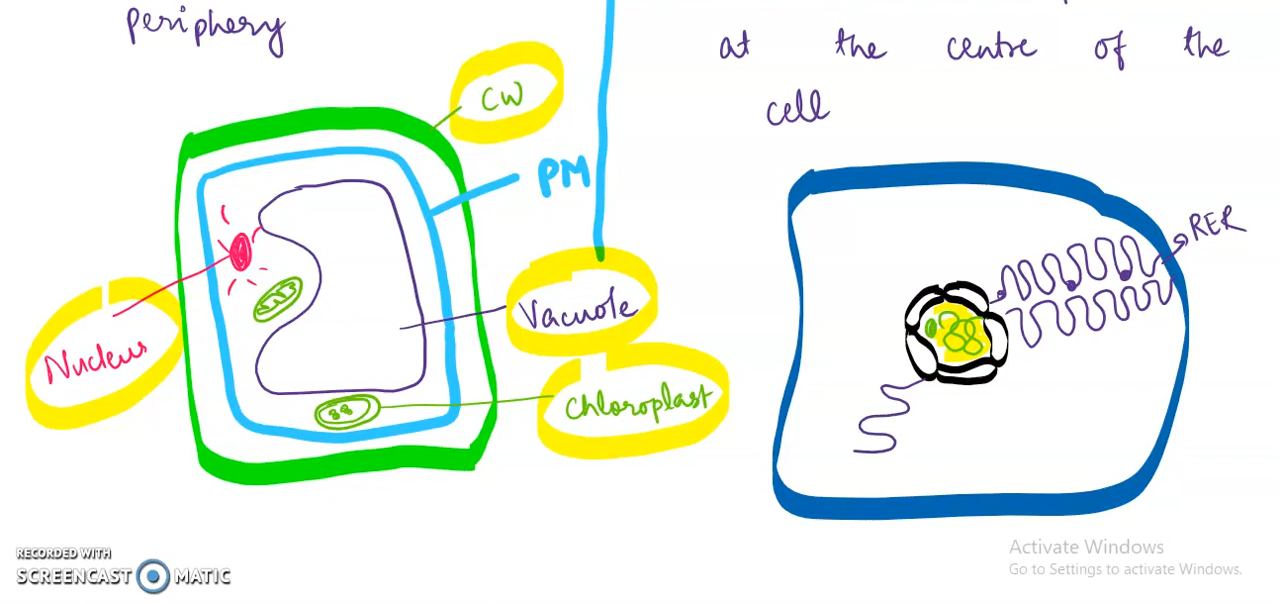 periphery
at the centre of the
cell
CW
PM
RER
Vacuole
Nucleus
Chloroplast
RECORDED WITH
SCREENCAST MATIC
Activate Windows
Go to Settings to activate Windows.